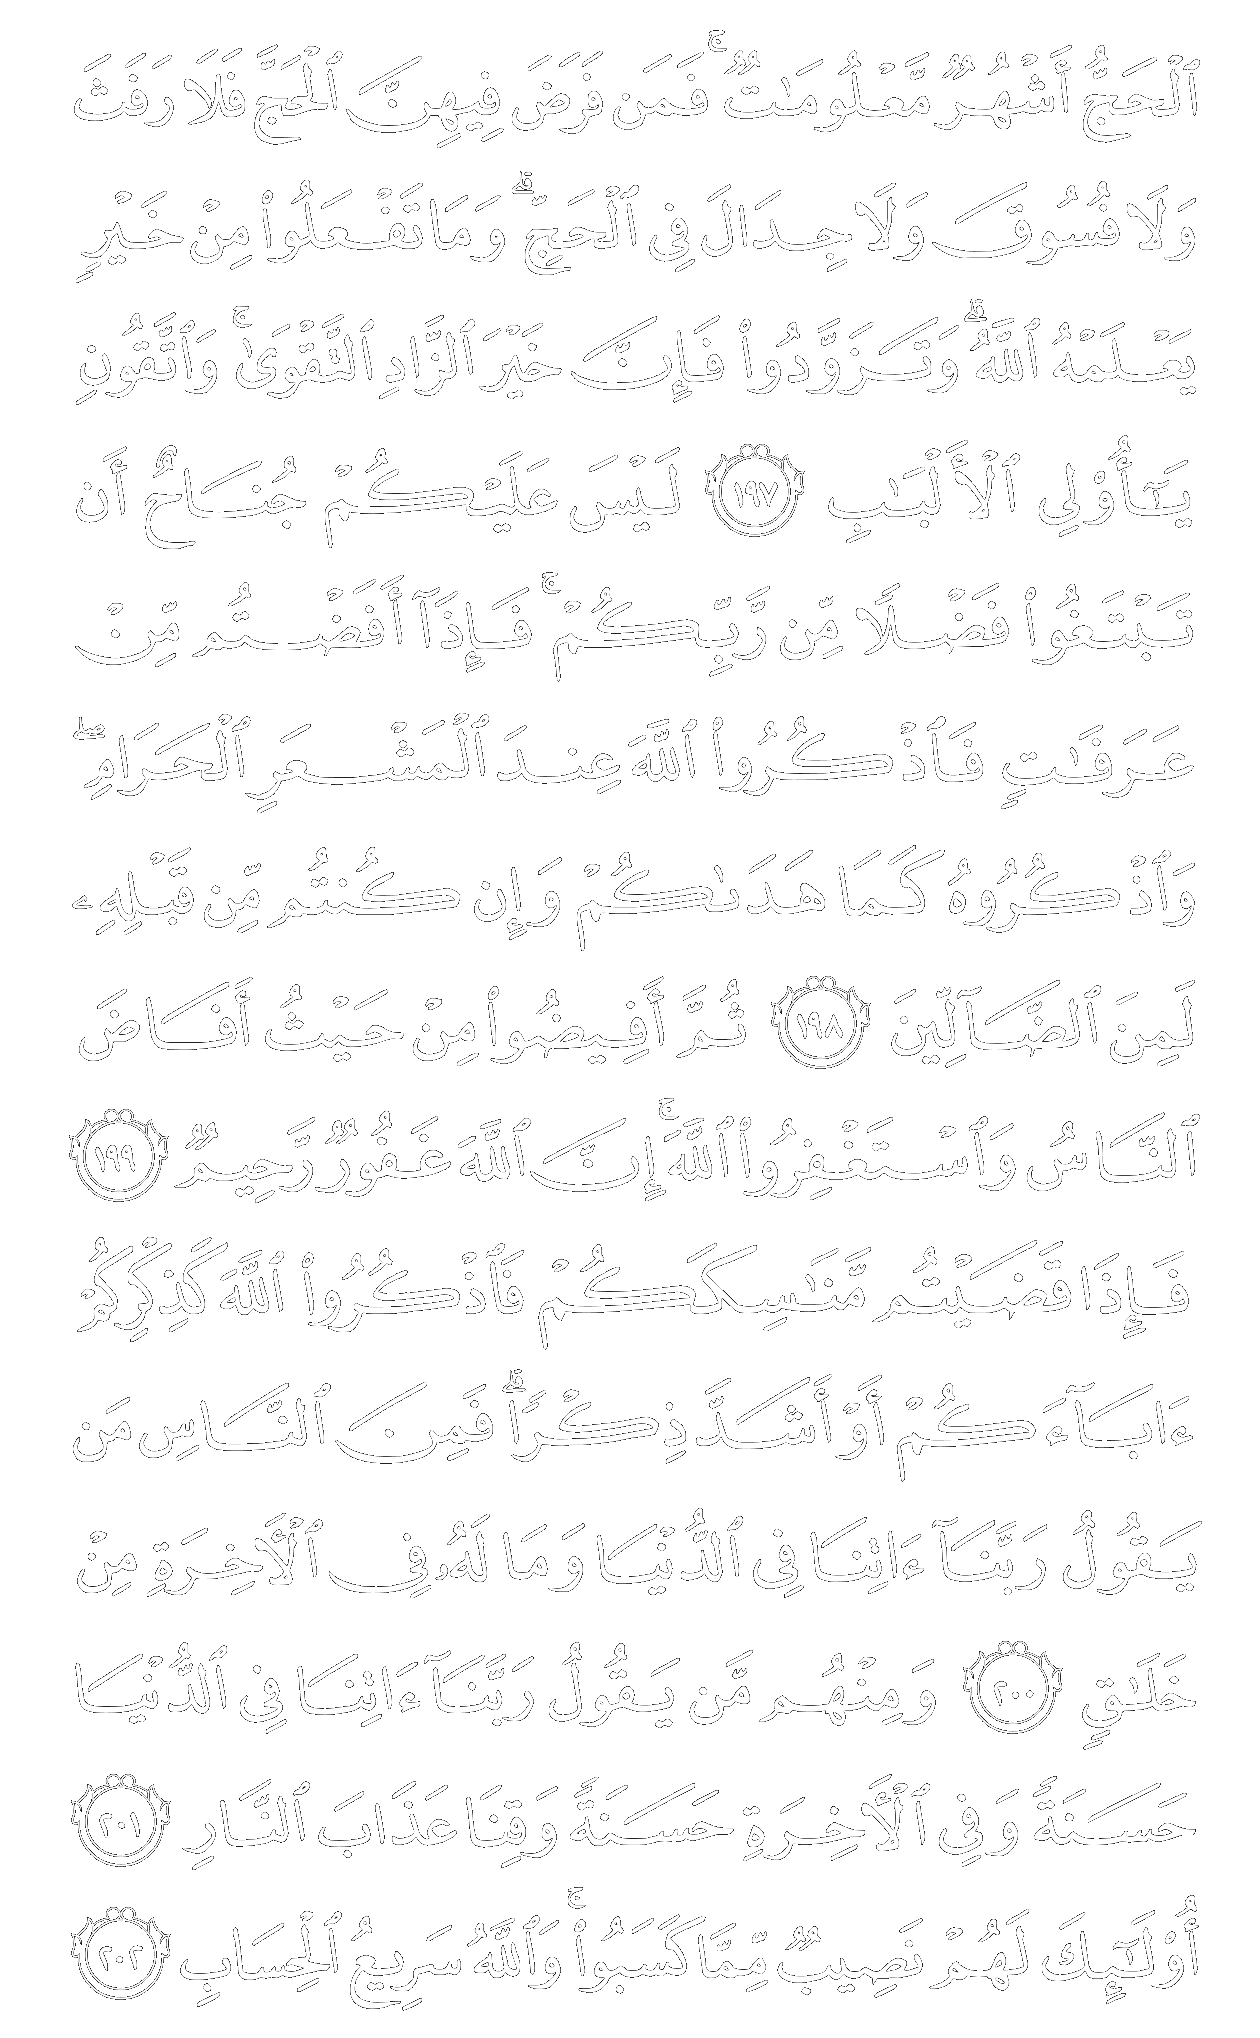 ٱلْحَجُّ أَشْهُرٌ مَّعْلُومَٰتٌ ۚ فَمَن فَرَضَ فِيهِنَّ ٱلْحَجَّ فَلَا رَفَثَ
وَلَا فُسُوقَ وَلَا جِدَالَ فِى ٱلْحَجِّ ۗ وَمَا تَفْعَلُوا۟ مِنْ خَيْرٍ
يَعْلَمْهُ ٱللَّهُ ۗ وَتَزَوَّدُوا۟ فَإِنَّ خَيْرَ ٱلزَّادِ ٱلتَّقْوَىٰ ۚ وَٱتَّقُونِ
يَـٰٓأُو۟لِى ٱلْأَلْبَـٰبِ ١٩٧ لَيْسَ عَلَيْكُمْ جُنَاحٌ أَن
تَبْتَغُوا۟ فَضْلًا مِّن رَّبِّكُمْ ۚ فَإِذَآ أَفَضْتُم مِّنْ
عَرَفَـٰتٍ فَٱذْكُرُوا۟ ٱللَّهَ عِندَ ٱلْمَشْعَرِ ٱلْحَرَامِ ۖ
وَٱذْكُرُوهُ كَمَا هَدَىٰكُمْ وَإِن كُنتُم مِّن قَبْلِهِۦ
لَمِنَ ٱلضَّآلِّينَ ١٩٨ ثُمَّ أَفِيضُوا۟ مِنْ حَيْثُ أَفَاضَ
ٱلنَّاسُ وَٱسْتَغْفِرُوا۟ ٱللَّهَ ۚ إِنَّ ٱللَّهَ غَفُورٌ رَّحِيمٌ ١٩٩
فَإِذَا قَضَيْتُم مَّنَـٰسِكَكُمْ فَٱذْكُرُوا۟ ٱللَّهَ كَذِكْرِكُمْ
ءَابَآءَكُمْ أَوْ أَشَدَّ ذِكْرًا ۗ فَمِنَ ٱلنَّاسِ مَن
يَقُولُ رَبَّنَآ ءَاتِنَا فِى ٱلدُّنْيَا وَمَا لَهُۥ فِى ٱلْـَٔاخِرَةِ مِنْ
خَلَـٰقٍ ٢٠٠ وَمِنْهُم مَّن يَقُولُ رَبَّنَآ ءَاتِنَا فِى ٱلدُّنْيَا
حَسَنَةً وَفِى ٱلْـَٔاخِرَةِ حَسَنَةً وَقِنَا عَذَابَ ٱلنَّارِ ٢٠١
أُو۟لَـٰٓئِكَ لَهُمْ نَصِيبٌ مِّمَّا كَسَبُوا۟ ۚ وَٱللَّهُ سَرِيعُ ٱلْحِسَابِ ٢٠٢